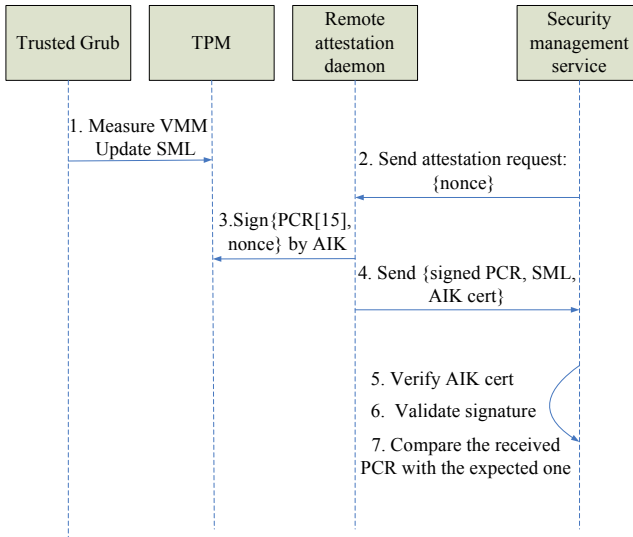 Trusted Grub
TPM
Remote
attestation
daemon
Security
management
service
1. Measure VMM
Update SML
2. Send attestation request:
{nonce}
3.Sign{PCR[15],
nonce} by AIK
4. Send {signed PCR, SML,
AIK cert}
5. Verify AIK cert
6. Validate signature
7. Compare the received
PCR with the expected one